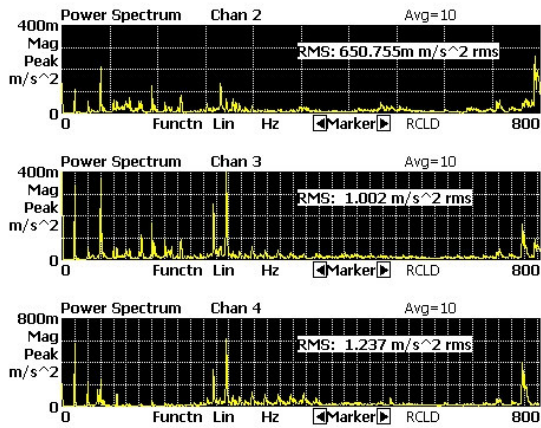 Power Spectrum Chan 2 Avg=10
400m
Mag
RMS: 650.755m m/s^2 rms
Peak
m/s^2
0
0 Functn Lin Hz Marker RCLD 800
Power Spectrum Chan 3 Avg=10
400m
Mag
RMS: 1.002 m/s^2 rms
Peak
m/s^2
0
0 Functn Lin Hz Marker RCLD 800
Power Spectrum Chan 4 Avg=10
800m
Mag
RMS: 1.237 m/s^2 rms
Peak
m/s^2
0
0 Functn Lin Hz Marker RCLD 800